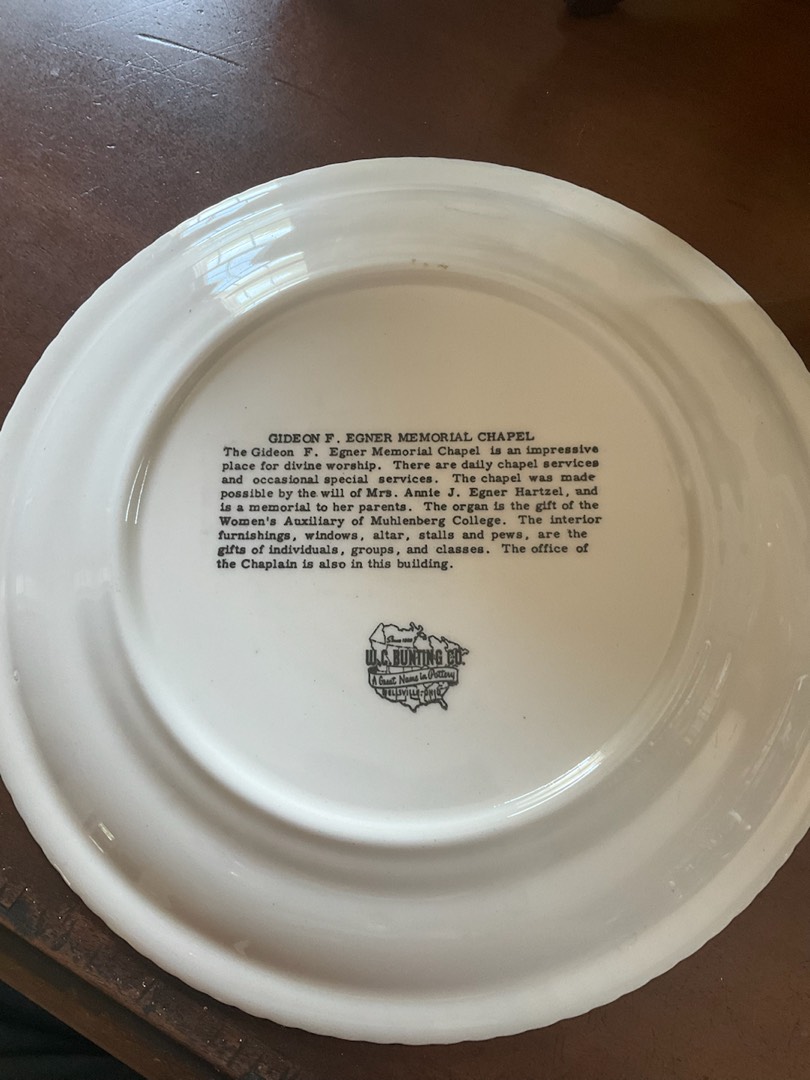 GIDEON F. EGNER MEMORIAL CHAPEL
The Gideon F. Egner Memorial Chapel is an impressive
place for divine worship. There are daily chapel services
and occasional special services. The chapel was made
possible by the will of Mrs. Annie J. Egner Hartzel, and
is a memorial to her parents. The organ is the gift of the
Women's Auxiliary of Muhlenberg College. The interior
furnishings, windows, altar, stalls and pews, are the
gifts of individuals, groups, and classes. The office of
the Chaplain is also in this building.
Since
W.C. BUNTING CO.
A Great Name in Pottery
WELLSVILLE-OHIO